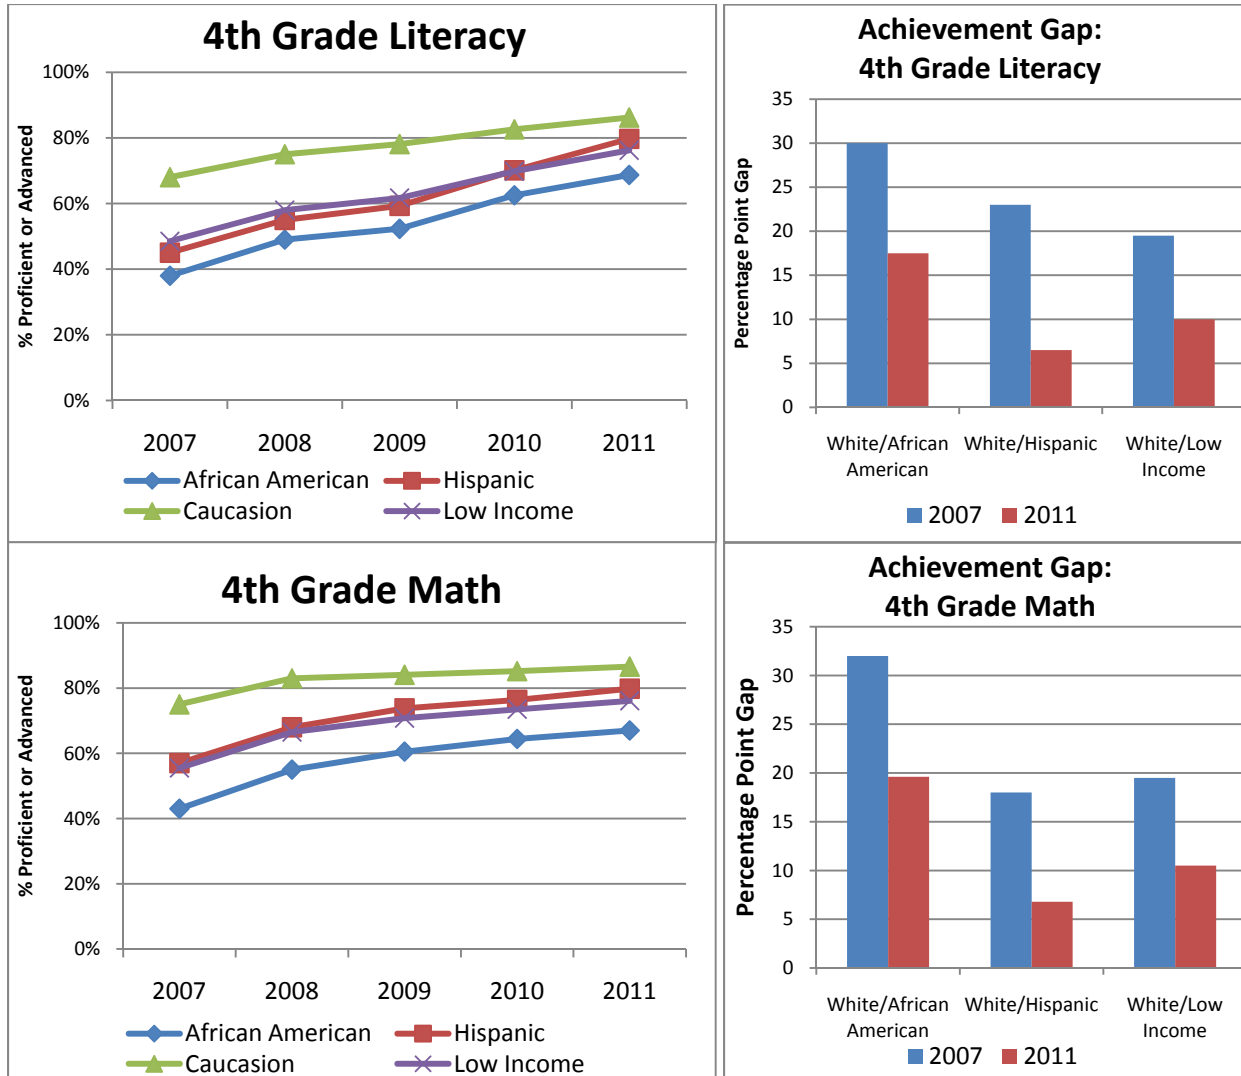 4th Grade Literacy
100%
80%
60%
40%
20%
0%
% Proficient or Advanced
2007 2008 2009 2010 2011
African American Hispanic
Caucasion Low Income
Achievement Gap:
4th Grade Literacy
35
30
25
20
15
10
5
0
Percentage Point Gap
White/African White/Hispanic White/Low
American Income
2007 2011
4th Grade Math
100%
80%
60%
40%
20%
0%
% Proficient or Advanced
2007 2008 2009 2010 2011
African American Hispanic
Caucasion Low Income
Achievement Gap:
4th Grade Math
35
30
25
20
15
10
5
0
Percentage Point Gap
White/African White/Hispanic White/Low
American Income
2007 2011